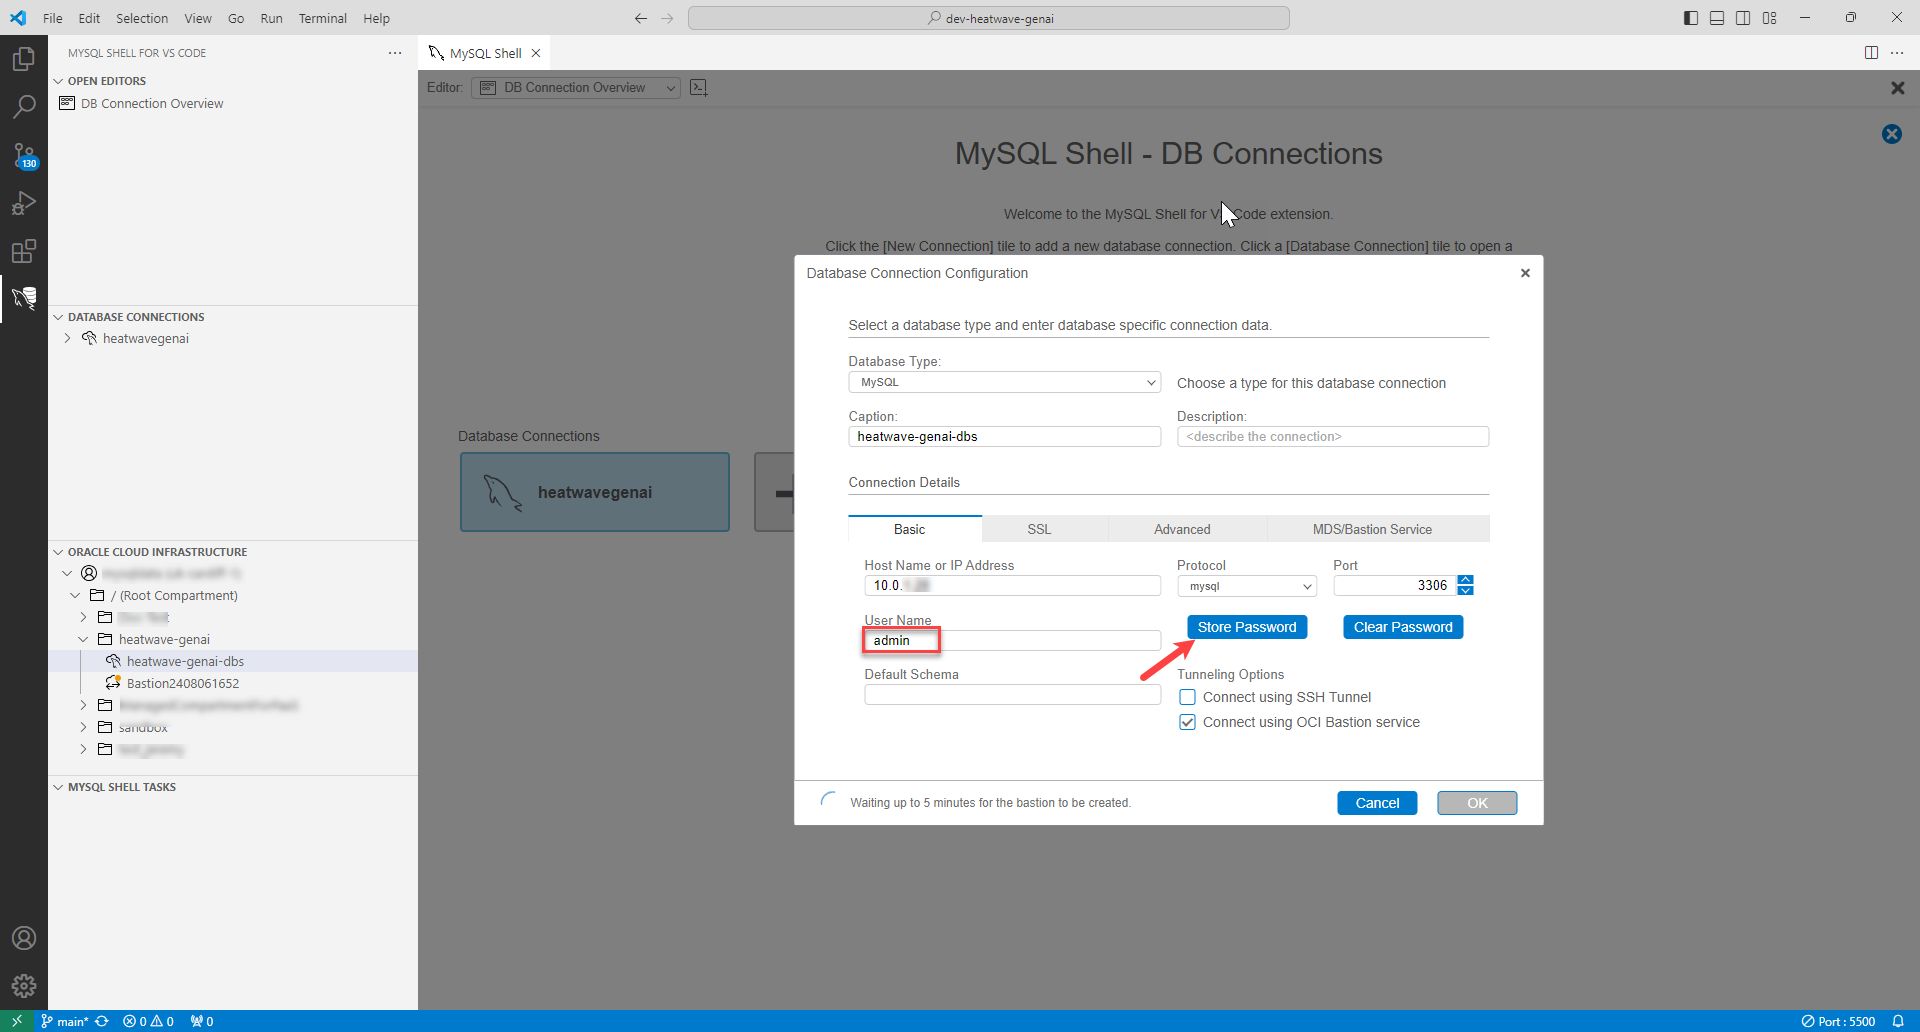 File Edit Selection View Go Run Terminal Help
dev-heatwave-genai
MYSQL SHELL FOR VS CODE
OPEN EDITORS
DB Connection Overview
130
DATABASE CONNECTIONS
heatwavegenai
ORACLE CLOUD INFRASTRUCTURE
/ (Root Compartment)
heatwave-genai
heatwave-genai-dbs
Bastion2408061652
sandbox
MYSQL SHELL TASKS
MySQL Shell
Editor: DB Connection Overview
MySQL Shell - DB Connections
Welcome to the MySQL Shell for VS Code extension.
Click the [New Connection] tile to add a new database connection. Click a [Database Connection] tile to open a
Database Connections
heatwavegenai
Database Connection Configuration
Select a database type and enter database specific connection data.
Database Type:
MySQL
Choose a type for this database connection
Caption: Description:
heatwave-genai-dbs <describe the connection>
Connection Details
Basic SSL Advanced MDS/Bastion Service
Host Name or IP Address Protocol Port
10.0. mysql 3306
User Name
admin
Store Password Clear Password
Default Schema
Tunneling Options
Connect using SSH Tunnel
Connect using OCI Bastion service
Waiting up to 5 minutes for the bastion to be created.
Cancel OK
main* 0 0 0
Port : 5500